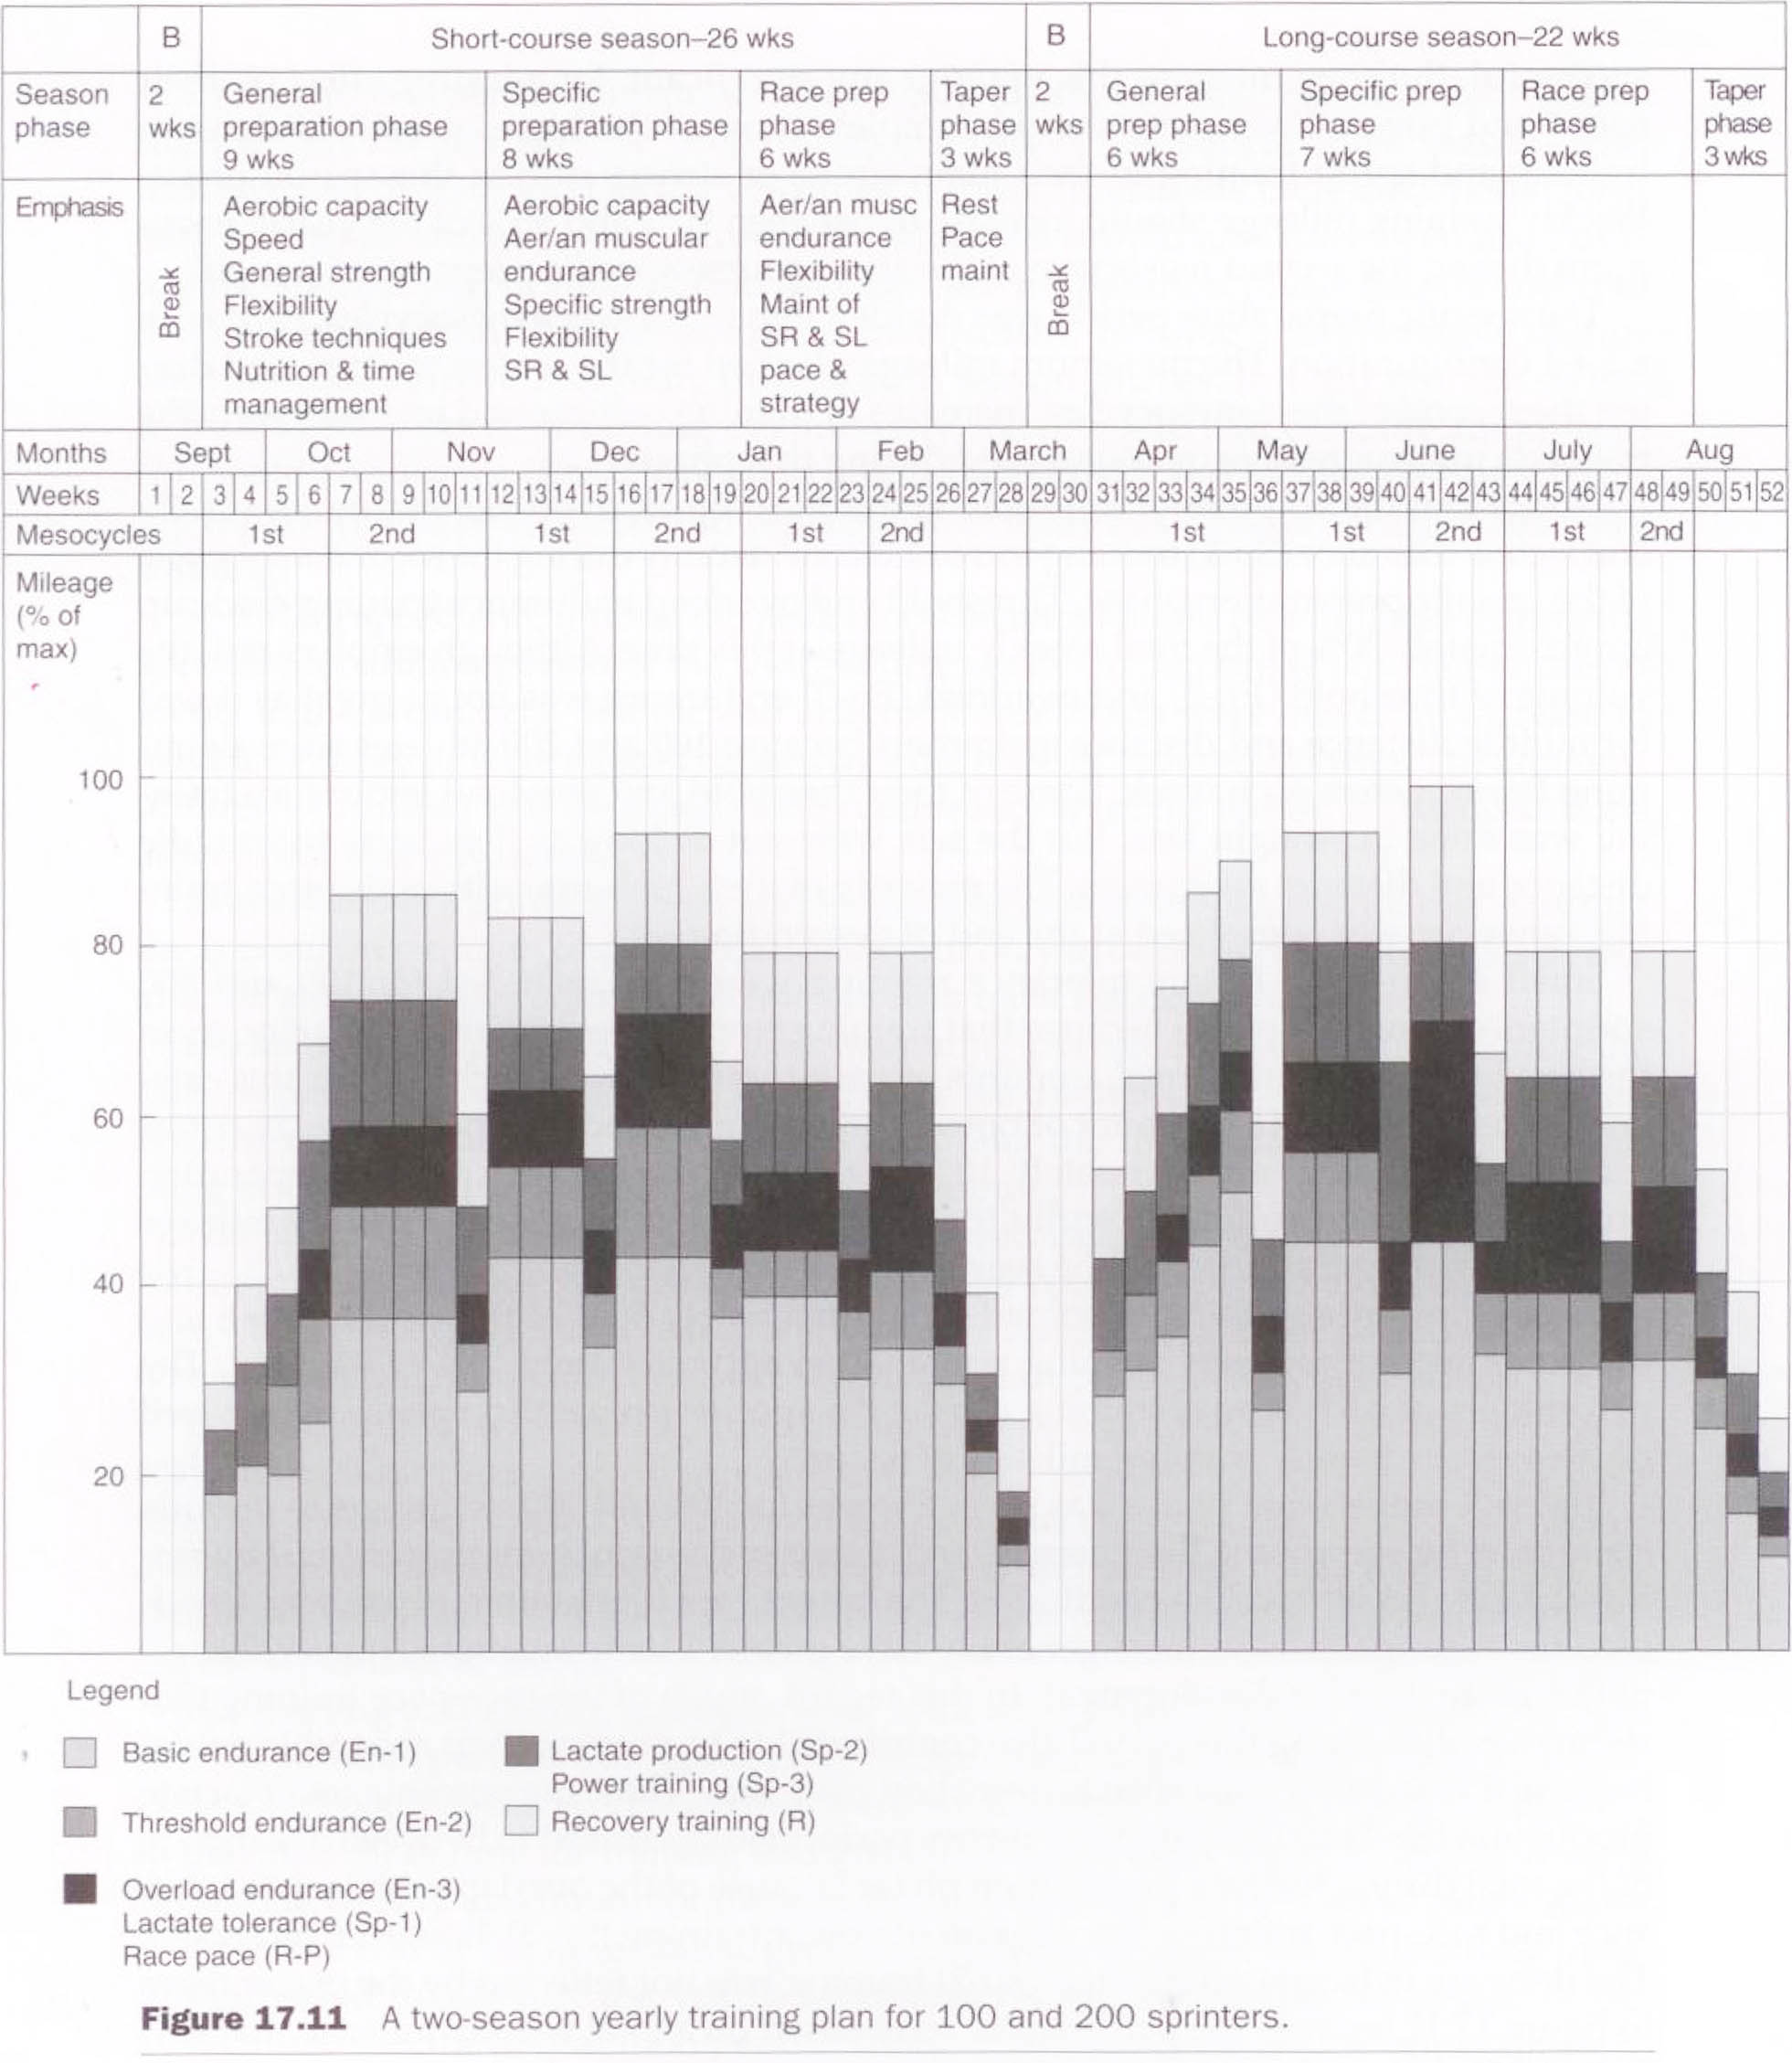 B Short-course season–26 wks B Long-course season–22 wks
Season phase
2 wks
General preparation phase 9 wks
Specific preparation phase 8 wks
Race prep phase 6 wks
Taper phase 3 wks
2 wks
General prep phase 6 wks
Specific prep phase 7 wks
Race prep phase 6 wks
Taper phase 3 wks
Emphasis
Break
Aerobic capacity
Speed
General strength
Flexibility
Stroke techniques
Nutrition & time
management
Aerobic capacity
Aer/an muscular
endurance
Specific strength
Flexibility
SR & SL
Aer/an musc
endurance
Flexibility
Maint of
SR & SL
pace &
strategy
Rest
Pace
maint
Break
Months Sept Oct Nov Dec Jan Feb March Apr May June July Aug
Weeks 1 2 3 4 5 6 7 8 9 10 11 12 13 14 15 16 17 18 19 20 21 22 23 24 25 26 27 28 29 30 31 32 33 34 35 36 37 38 39 40 41 42 43 44 45 46 47 48 49 50 51 52
Mesocycles 1st 2nd 1st 2nd 1st 2nd 1st 1st 2nd 1st 2nd
Mileage
(% of
max)
100
80
60
40
20
Legend
Basic endurance (En-1)
Threshold endurance (En-2)
Overload endurance (En-3)
Lactate tolerance (Sp-1)
Race pace (R-P)
Lactate production (Sp-2)
Power training (Sp-3)
Recovery training (R)
Figure 17.11 A two-season yearly training plan for 100 and 200 sprinters.